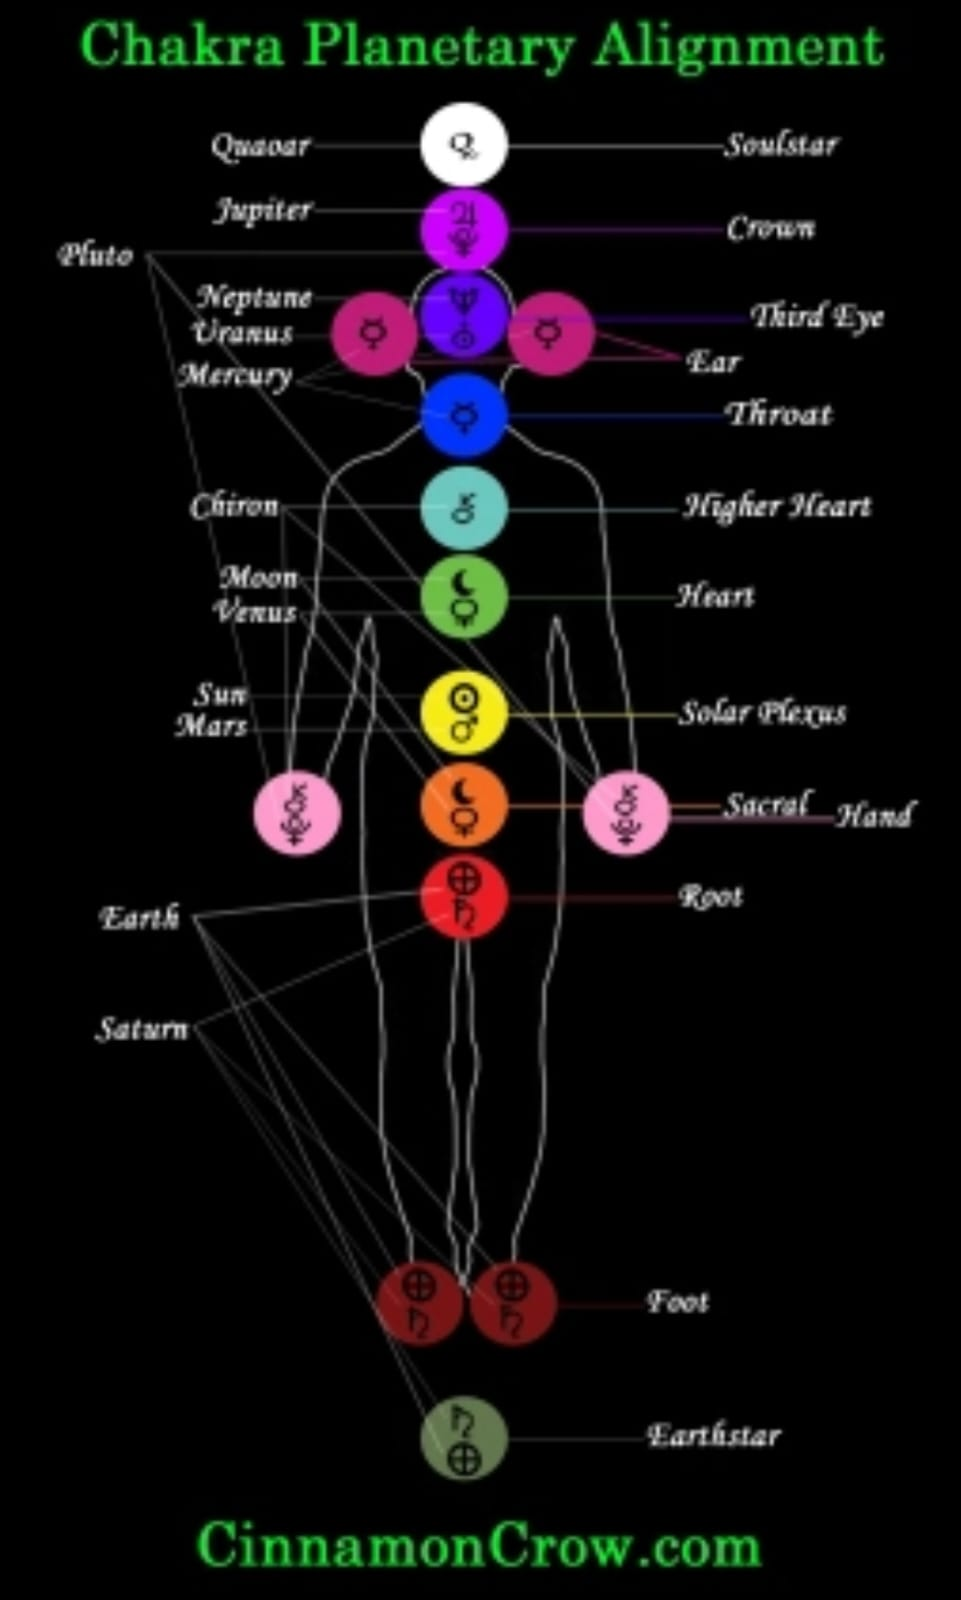 Chakra Planetary Alignment
Quaoar
Soulstar
Jupiter
Crown
Pluto
Neptune
Third Eye
Uranus
Ear
Mercury
Throat
Chiron
Higher Heart
Moon
Heart
Venus
Sun
Solar Plexus
Mars
Sacral
Hand
Root
Earth
Saturn
Foot
Earthstar
CinnamonCrow.com